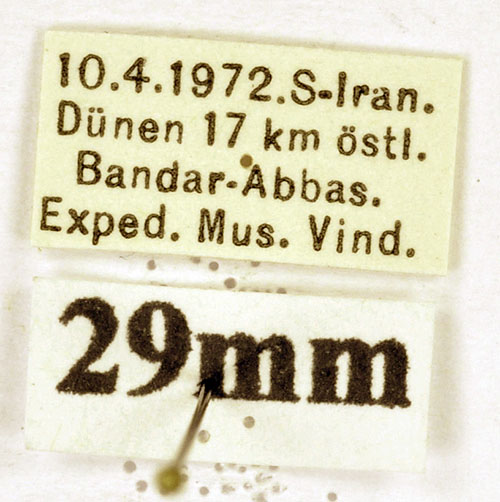 10.4.1972.S-Iran.
Dünen 17 km östl.
Bandar-Abbas.
Exped. Mus. Vind.
29mm